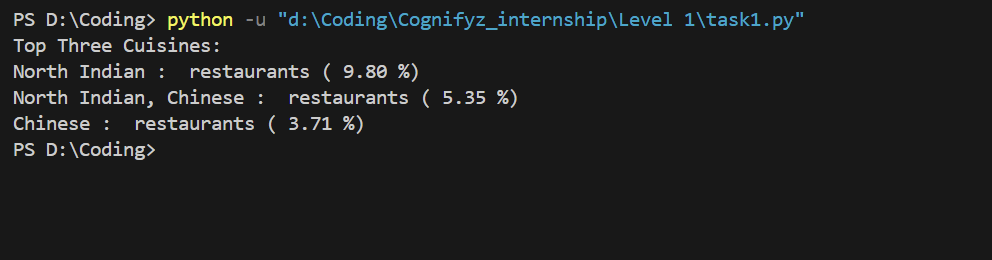 PS D:\Coding> python -u "d:\Coding\Cognifyz_internship\Level 1\task1.py"
Top Three Cuisines:
North Indian :  restaurants ( 9.80 %)
North Indian, Chinese :  restaurants ( 5.35 %)
Chinese :  restaurants ( 3.71 %)
PS D:\Coding>